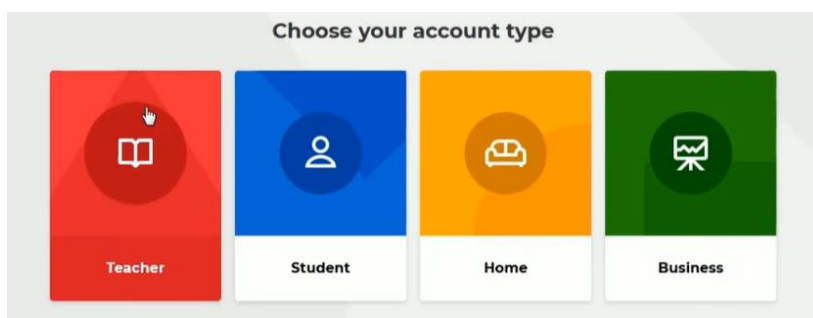 Choose your account type
Teacher
Student
Home
Business